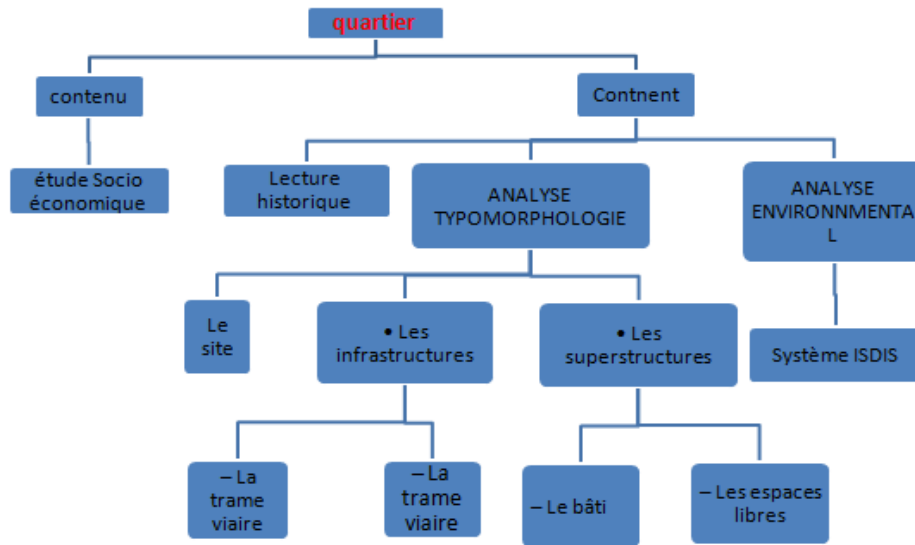 quartier
contenu
Contnent
étude Socio
économique
Lecture
historique
ANALYSE
TYPOMORPHOLOGIE
ANALYSE
ENVIRONNMENTA
L
Le
site
• Les
infrastructures
• Les
superstructures
Système ISDIS
– La
trame
viaire
– La
trame
viaire
– Le bâti
– Les espaces
libres